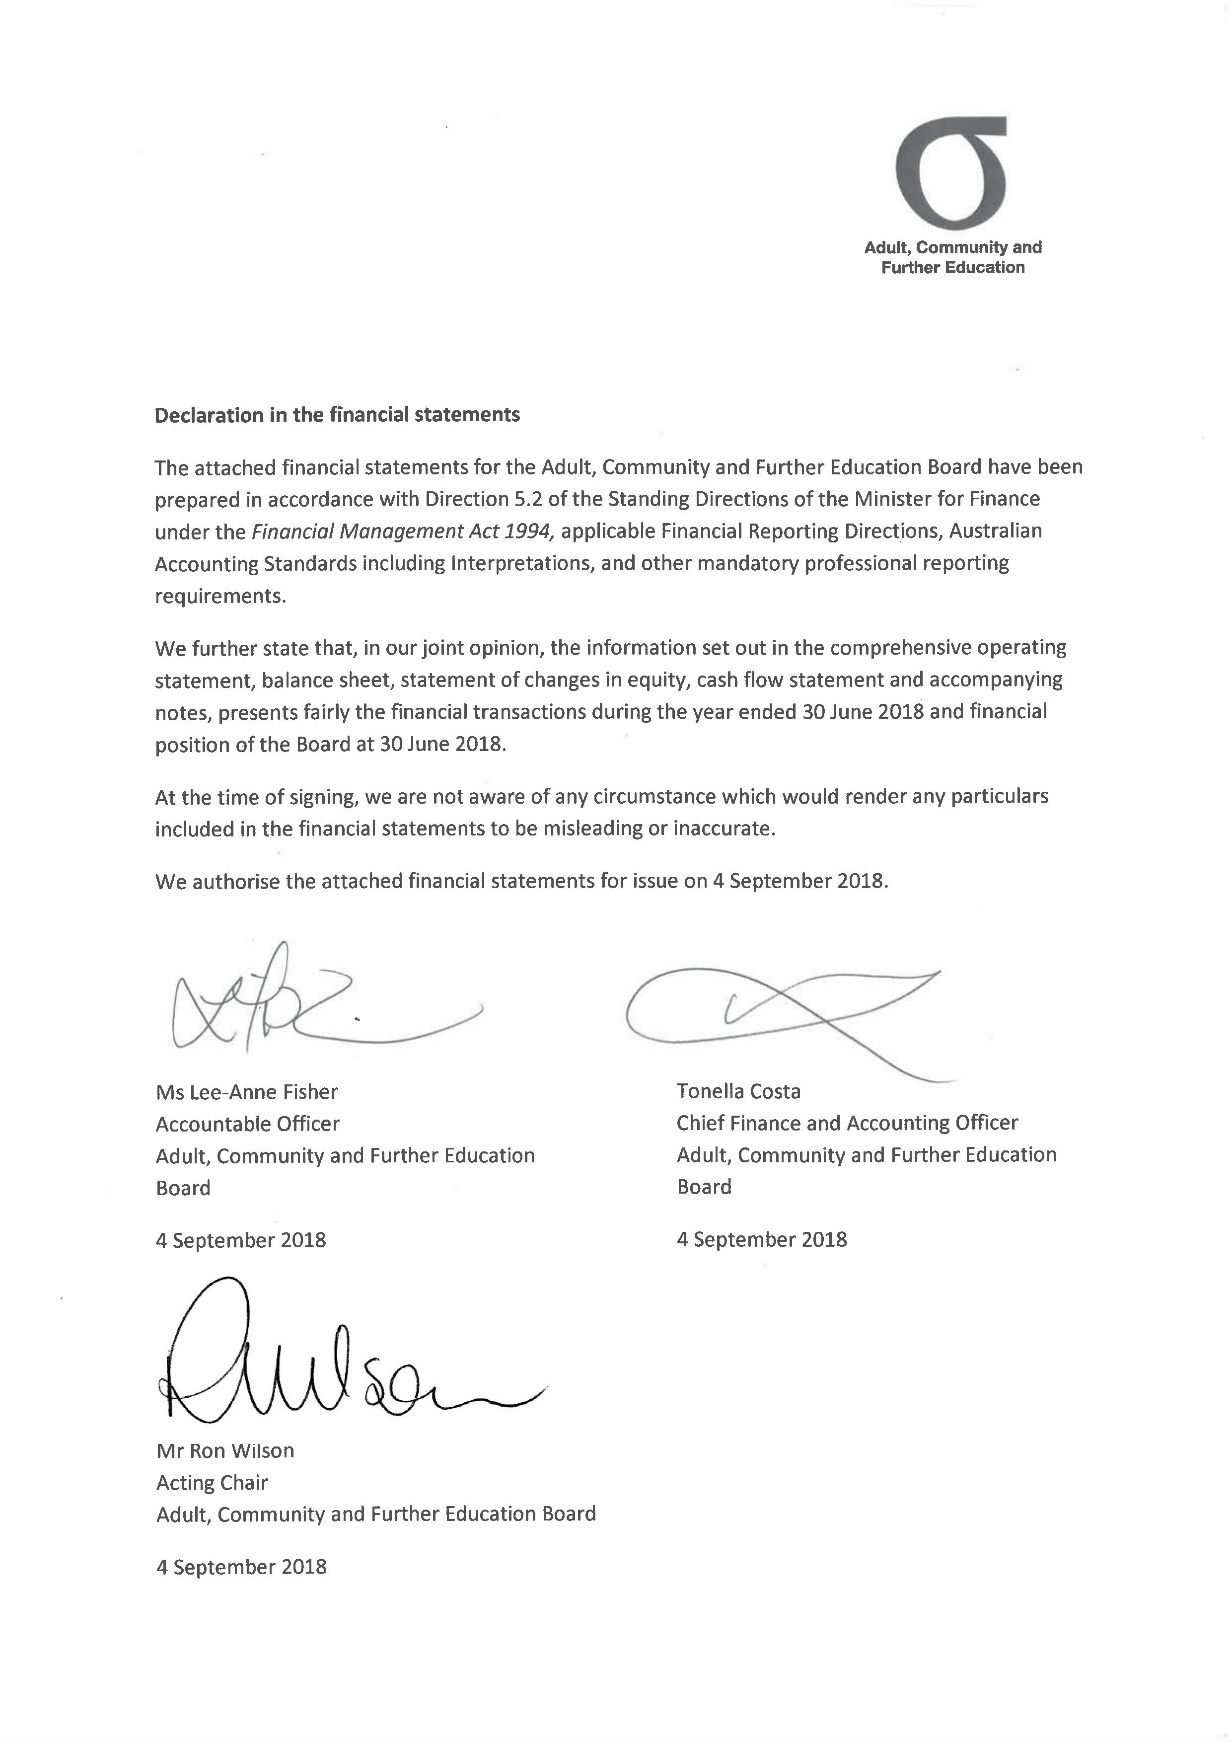 Adult, Community and
Further Education
Declaration in the financial statements
The attached financial statements for the Adult, Community and Further Education Board have been
prepared in accordance with Direction 5.2 of the Standing Directions of the Minister for Finance
under the Financial Management Act 1994, applicable Financial Reporting Directions, Australian
Accounting Standards including Interpretations, and other mandatory professional reporting
requirements.
We further state that, in our joint opinion, the information set out in the comprehensive operating
statement, balance sheet, statement of changes in equity, cash flow statement and accompanying
notes, presents fairly the financial transactions during the year ended 30 June 2018 and financial
position of the Board at 30 June 2018.
At the time of signing, we are not aware of any circumstance which would render any particulars
included in the financial statements to be misleading or inaccurate.
We authorise the attached financial statements for issue on 4 September 2018.
Ms Lee-Anne Fisher
Accountable Officer
Adult, Community and Further Education
Board
4 September 2018
Tonella Costa
Chief Finance and Accounting Officer
Adult, Community and Further Education
Board
4 September 2018
RWilson
Mr Ron Wilson
Acting Chair
Adult, Community and Further Education Board
4 September 2018